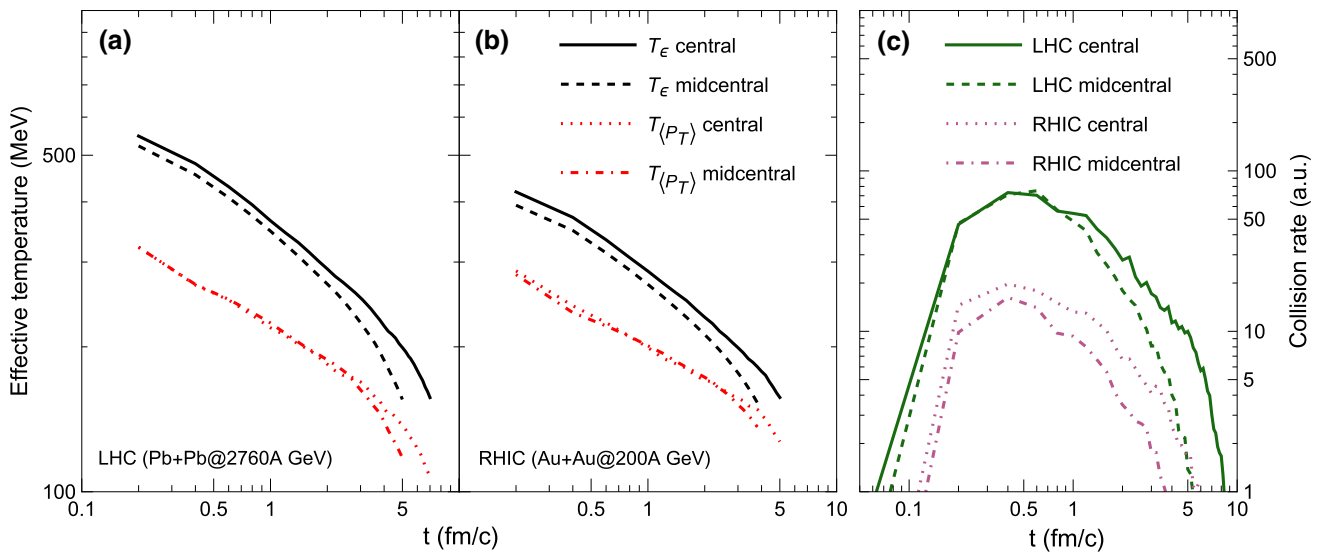 (a)
Effective temperature (MeV)
500
100
LHC (Pb+Pb@2760A GeV)
0.1
0.5
1
5
t (fm/c)
(b)
T_ϵ central
T_ϵ midcentral
T_⟨P_T⟩ central
T_⟨P_T⟩ midcentral
RHIC (Au+Au@200A GeV)
0.5
1
5
10
t (fm/c)
(c)
LHC central
LHC midcentral
RHIC central
RHIC midcentral
500
100
50
10
5
1
Collision rate (a.u.)
0.1
0.5
1
5
10
t (fm/c)